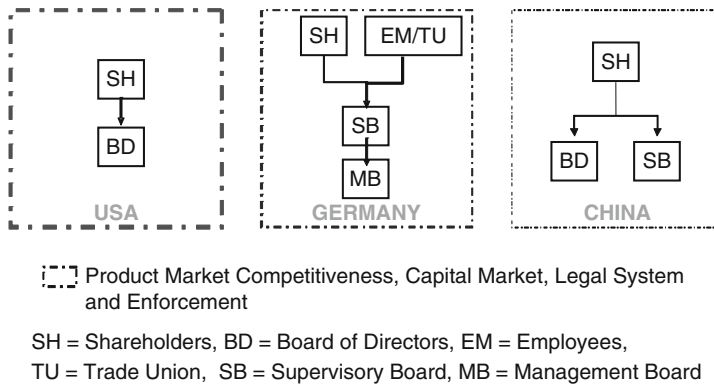 SH
BD
USA
SH EM/TU
SB
MB
GERMANY
SH
BD SB
CHINA
Product Market Competitiveness, Capital Market, Legal System
and Enforcement
SH = Shareholders, BD = Board of Directors, EM = Employees,
TU = Trade Union, SB = Supervisory Board, MB = Management Board